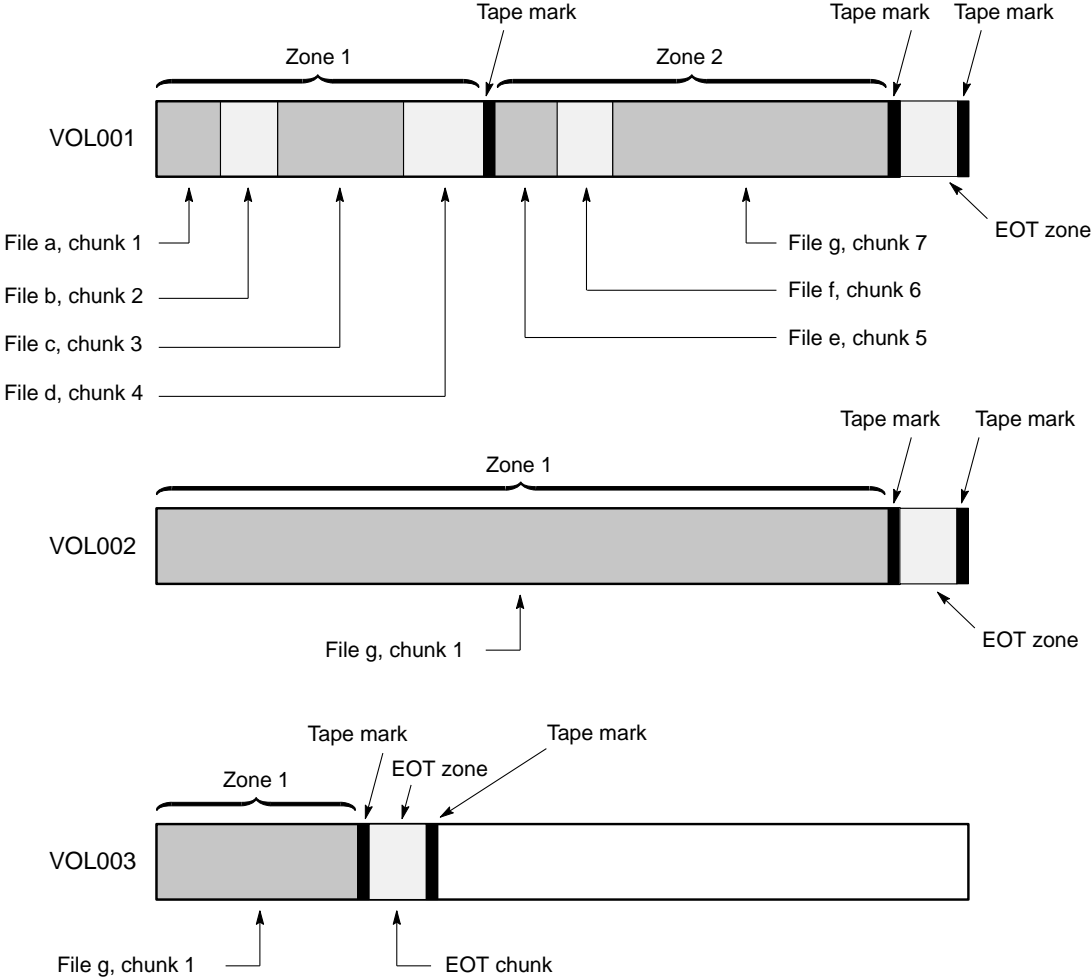 Tape mark
Tape mark
Tape mark
Zone 1
Zone 2
VOL001
File a, chunk 1
File g, chunk 7
EOT zone
File b, chunk 2
File f, chunk 6
File c, chunk 3
File e, chunk 5
File d, chunk 4
Tape mark
Tape mark
Zone 1
VOL002
File g, chunk 1
EOT zone
Tape mark
Tape mark
EOT zone
Zone 1
VOL003
File g, chunk 1
EOT chunk